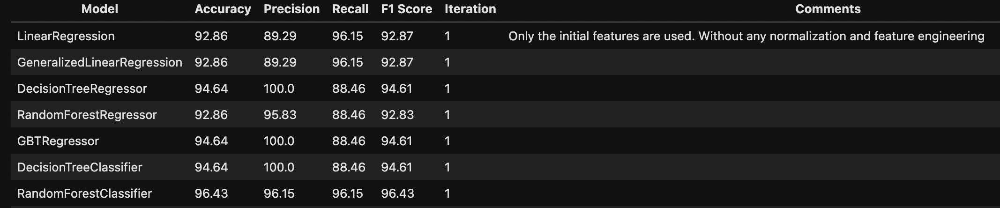 Model Accuracy Precision Recall F1 Score Iteration Comments
LinearRegression 92.86 89.29 96.15 92.87 1 Only the initial features are used. Without any normalization and feature engineering
GeneralizedLinearRegression 92.86 89.29 96.15 92.87 1
DecisionTreeRegressor 94.64 100.0 88.46 94.61 1
RandomForestRegressor 92.86 95.83 88.46 92.83 1
GBTRegressor 94.64 100.0 88.46 94.61 1
DecisionTreeClassifier 94.64 100.0 88.46 94.61 1
RandomForestClassifier 96.43 96.15 96.15 96.43 1